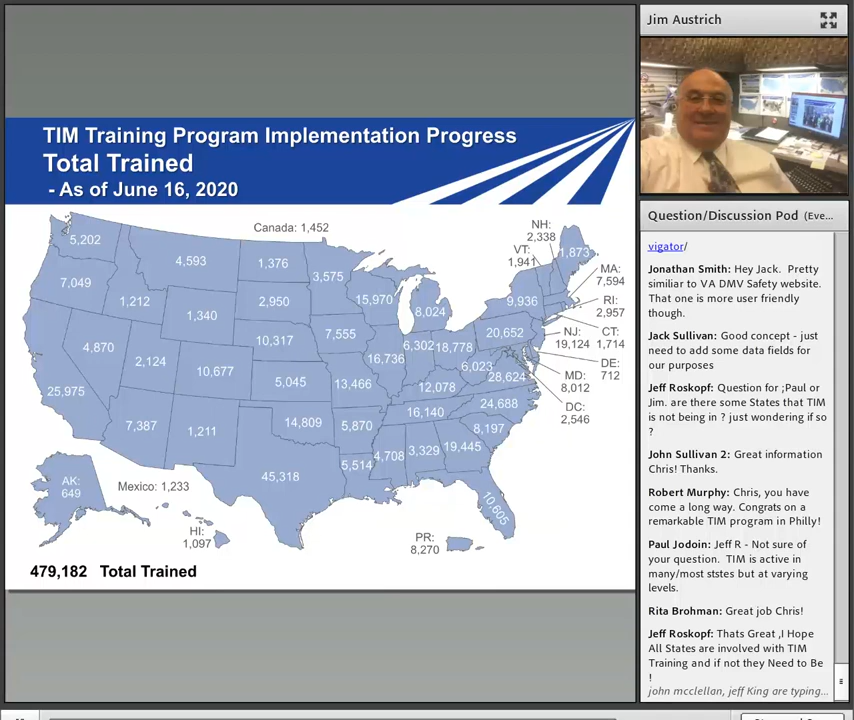 TIM Training Program Implementation Progress
Total Trained
- As of June 16, 2020
Canada: 1,452
NH:
2,338
VT:
1,941
1,873
5,202
4,593
1,376
3,575
MA:
7,594
7,049
1,212
1,340
2,950
15,970
8,024
9,936
RI:
2,957
4,870
2,124
10,317
7,555
16,736
6,302
18,778
20,652
NJ:
19,124
CT:
1,714
10,677
5,045
13,466
12,078
6,023
28,624
MD:
8,012
DE:
712
25,975
7,387
1,211
14,809
5,870
16,140
24,688
DC:
2,546
8,197
5,514
4,708
3,329
19,445
45,318
10,605
AK:
649
Mexico: 1,233
HI:
1,097
PR:
8,270
479,182 Total Trained
Jim Austrich
Question/Discussion Pod (Eve...
vigator/
Jonathan Smith: Hey Jack. Pretty
similiar to VA DMV Safety website.
That one is more user friendly
though.
Jack Sullivan: Good concept - just
need to add some data fields for
our purposes
Jeff Roskopf: Question for ;Paul or
Jim. are there some States that TIM
is not being in ? just wondering if so
?
John Sullivan 2: Great information
Chris! Thanks.
Robert Murphy: Chris, you have
come a long way. Congrats on a
remarkable TIM program in Philly!
Paul Jodoin: Jeff R - Not sure of
your question. TIM is active in
many/most ststes but at varying
levels.
Rita Brohman: Great job Chris!
Jeff Roskopf: Thats Great ,I Hope
All States are involved with TIM
Training and if not they Need to Be
!
john mcclellan, jeff King are typing...